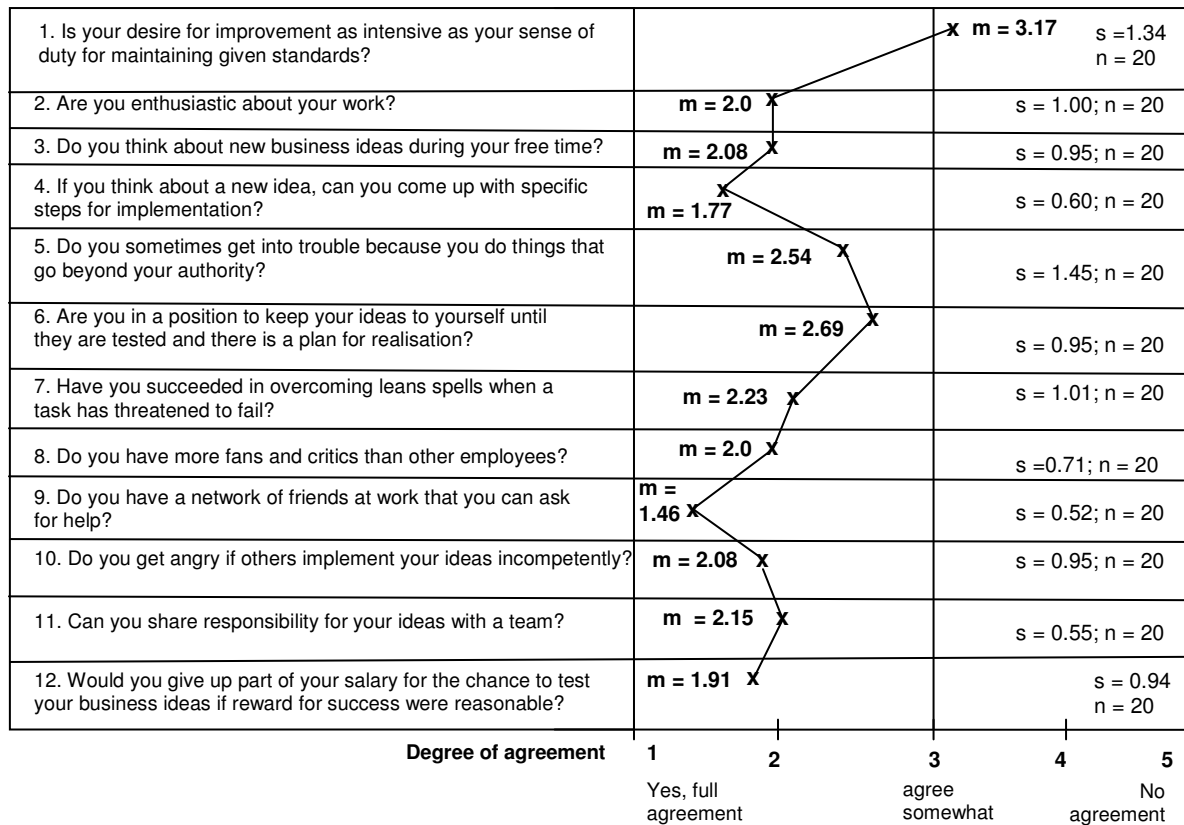 1. Is your desire for improvement as intensive as your sense of
duty for maintaining given standards?
x m = 3.17
s =1.34
n = 20
2. Are you enthusiastic about your work?
m = 2.0 x
s = 1.00; n = 20
3. Do you think about new business ideas during your free time?
m = 2.08 x
s = 0.95; n = 20
4. If you think about a new idea, can you come up with specific
steps for implementation?
x
m = 1.77
s = 0.60; n = 20
5. Do you sometimes get into trouble because you do things that
go beyond your authority?
m = 2.54 x
s = 1.45; n = 20
6. Are you in a position to keep your ideas to yourself until
they are tested and there is a plan for realisation?
m = 2.69 x
s = 0.95; n = 20
7. Have you succeeded in overcoming leans spells when a
task has threatened to fail?
m = 2.23 x
s = 1.01; n = 20
8. Do you have more fans and critics than other employees?
m = 2.0 x
s =0.71; n = 20
9. Do you have a network of friends at work that you can ask
for help?
m =
1.46 x
s = 0.52; n = 20
10. Do you get angry if others implement your ideas incompetently?
m = 2.08 x
s = 0.95; n = 20
11. Can you share responsibility for your ideas with a team?
m = 2.15 x
s = 0.55; n = 20
12. Would you give up part of your salary for the chance to test
your business ideas if reward for success were reasonable?
m = 1.91 x
s = 0.94
n = 20
Degree of agreement 1 2 3 4 5
Yes, full
agreement
agree
somewhat
No
agreement